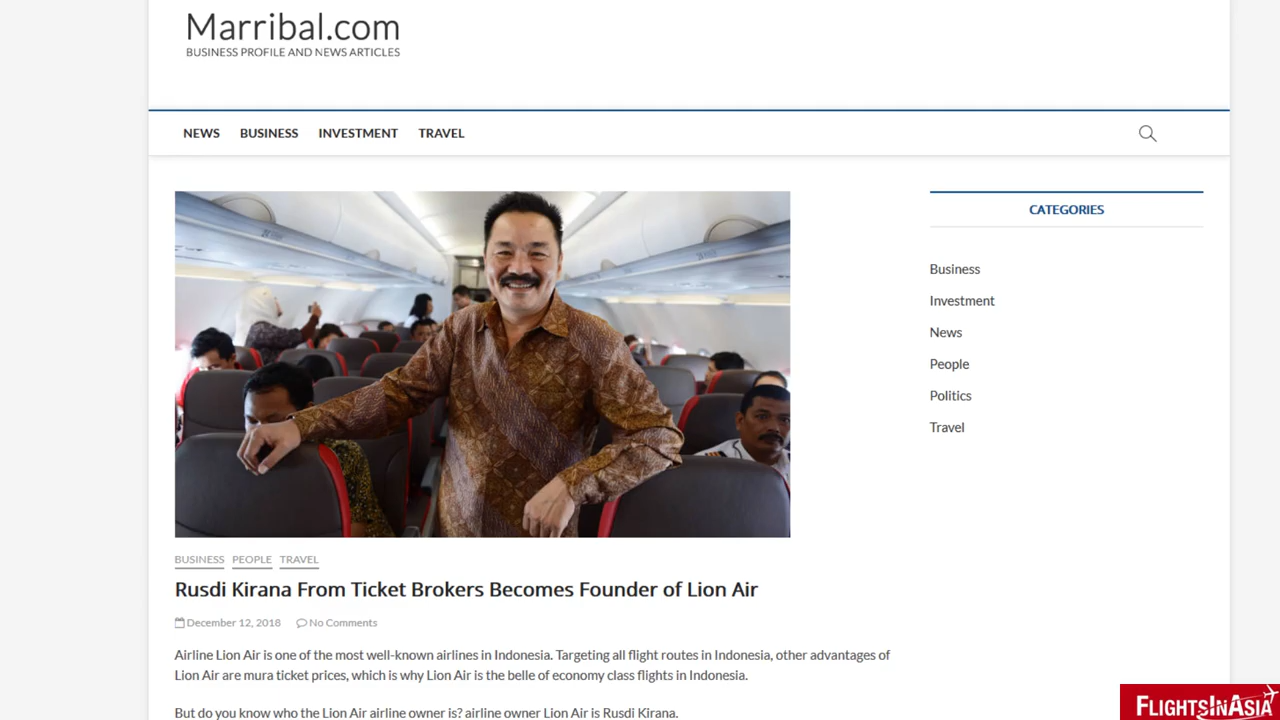 Marribal.com
BUSINESS PROFILE AND NEWS ARTICLES
NEWS BUSINESS INVESTMENT TRAVEL
CATEGORIES
Business
Investment
News
People
Politics
Travel
BUSINESS PEOPLE TRAVEL
Rusdi Kirana From Ticket Brokers Becomes Founder of Lion Air
December 12, 2018 No Comments
Airline Lion Air is one of the most well-known airlines in Indonesia. Targeting all flight routes in Indonesia, other advantages of
Lion Air are mura ticket prices, which is why Lion Air is the belle of economy class flights in Indonesia.
But do you know who the Lion Air airline owner is? airline owner Lion Air is Rusdi Kirana.
FLIGHTSINASIA